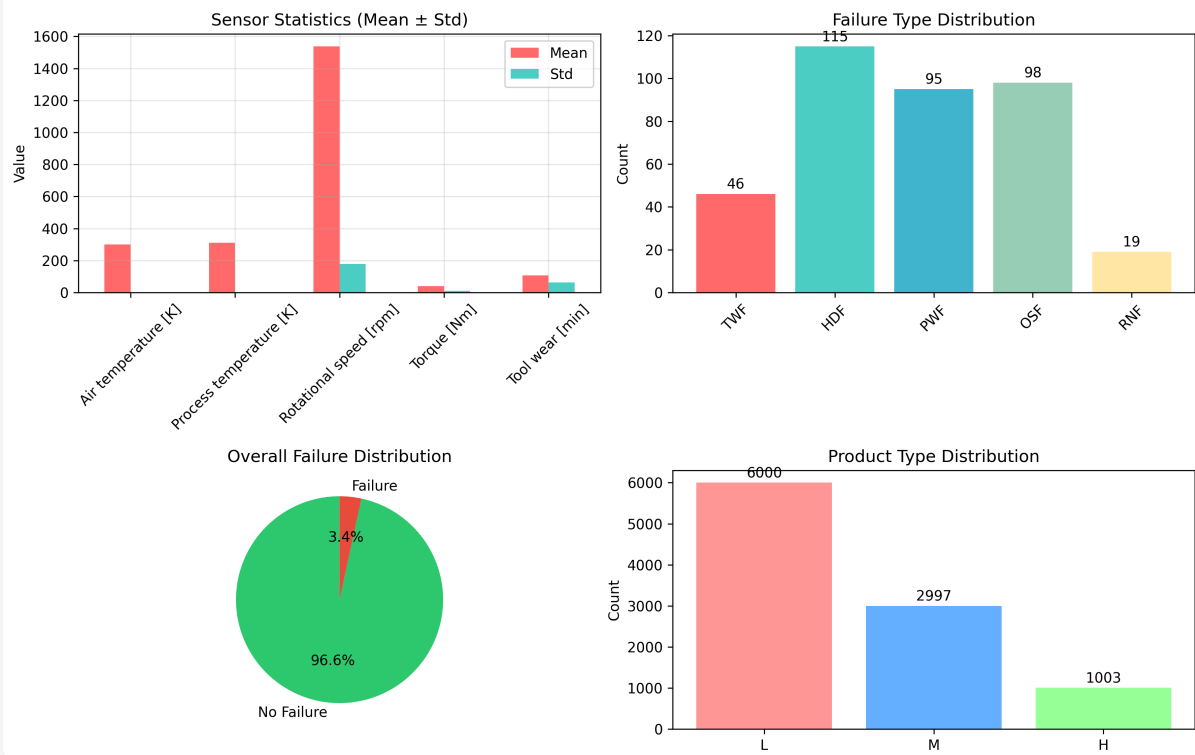 Sensor Statistics (Mean ± Std)
1600
1400
1200
1000
800
600
400
200
0
Value
Mean
Std
Air temperature [K]
Process temperature [K]
Rotational speed [rpm]
Torque [Nm]
Tool wear [min]
Failure Type Distribution
120
100
80
60
40
20
0
Count
46
115
95
98
19
TWF
HDF
PWF
OSF
RNF
Overall Failure Distribution
Failure
3.4%
96.6%
No Failure
Product Type Distribution
6000
5000
4000
3000
2000
1000
0
Count
6000
2997
1003
L
M
H